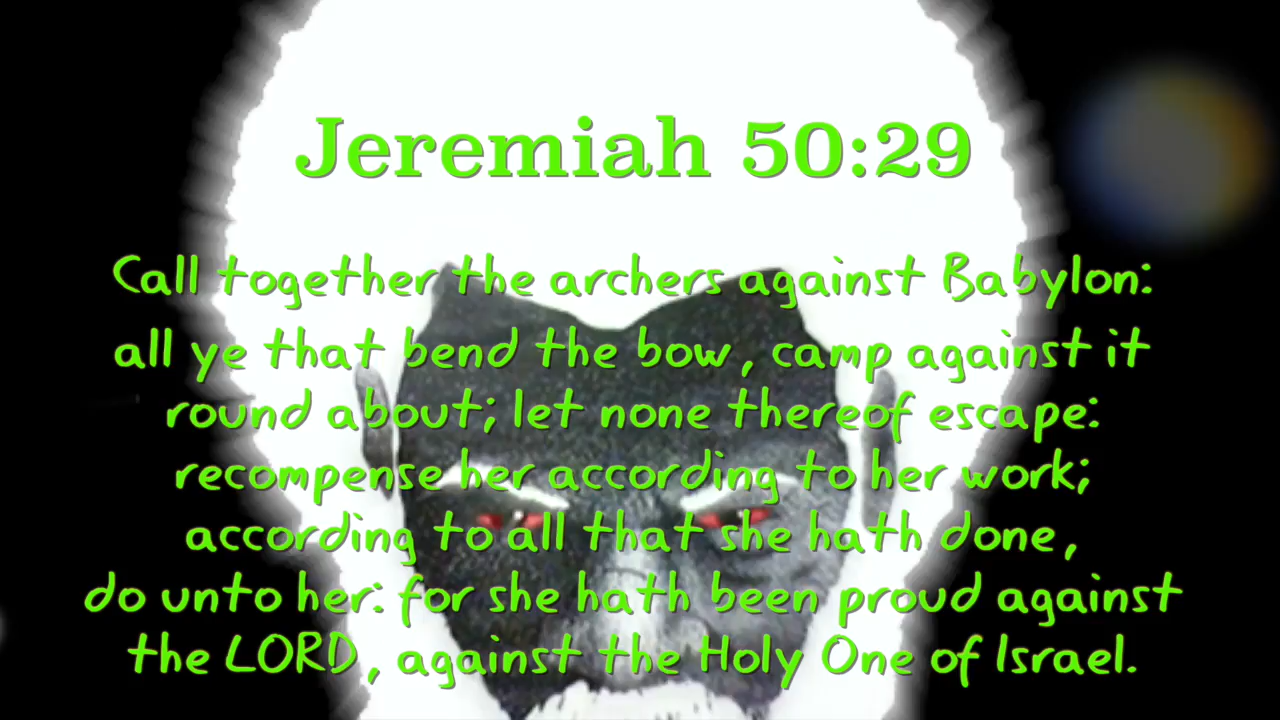 Jeremiah 50:29
Call together the archers against Babylon:
all ye that bend the bow, camp against it
round about; let none thereof escape:
recompense her according to her work;
according to all that she hath done,
do unto her: for she hath been proud against
the LORD, against the Holy One of Israel.